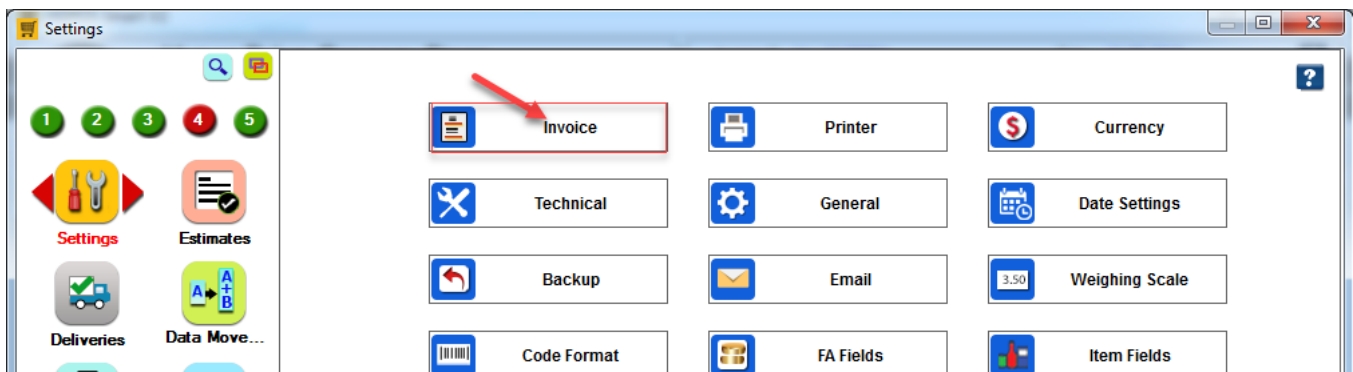 Settings
?
1 2 3 4 5
Invoice Printer Currency
Settings Estimates
Technical General Date Settings
Backup Email 3.50 Weighing Scale
A A+B
Deliveries Data Move...
Code Format FA Fields Item Fields